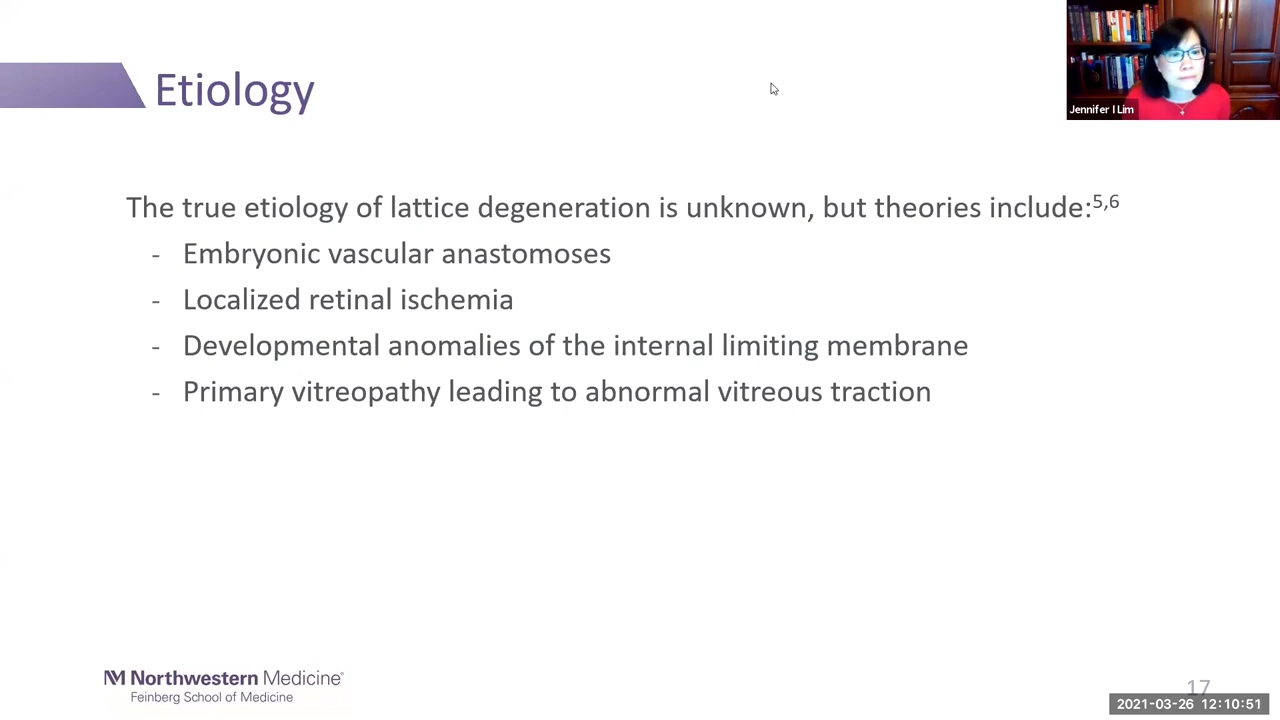 Etiology
Jennifer I Lim
The true etiology of lattice degeneration is unknown, but theories include:5,6
- Embryonic vascular anastomoses
- Localized retinal ischemia
- Developmental anomalies of the internal limiting membrane
- Primary vitreopathy leading to abnormal vitreous traction
NM Northwestern Medicine®
Feinberg School of Medicine
17
2021-03-26 12:10:51